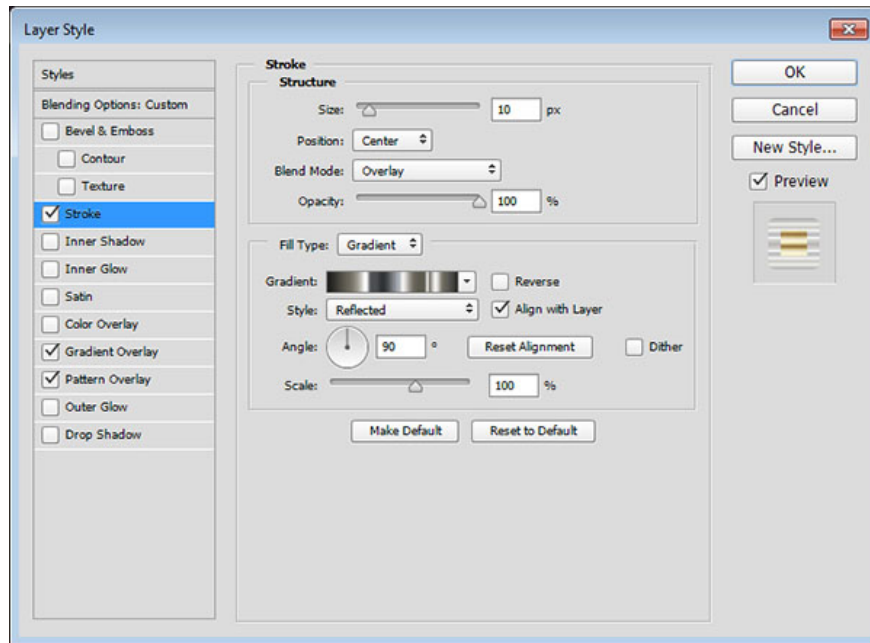 Layer Style
Styles
Blending Options: Custom
Bevel & Emboss
Contour
Texture
Stroke
Inner Shadow
Inner Glow
Satin
Color Overlay
Gradient Overlay
Pattern Overlay
Outer Glow
Drop Shadow
Stroke
Structure
Size: 10 px
Position: Center
Blend Mode: Overlay
Opacity: 100 %
Fill Type: Gradient
Gradient: Reverse
Style: Reflected Align with Layer
Angle: 90 ° Reset Alignment Dither
Scale: 100 %
Make Default Reset to Default
OK
Cancel
New Style...
Preview